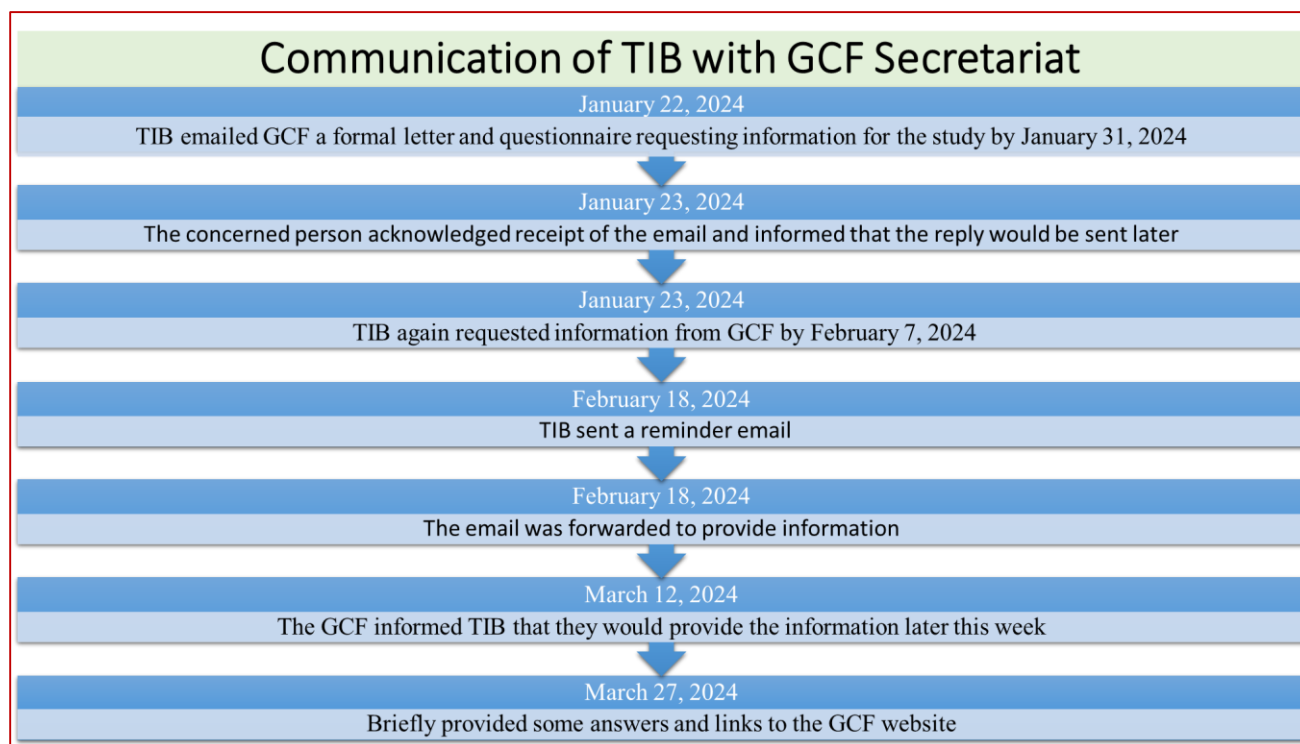 Communication of TIB with GCF Secretariat
January 22, 2024
TIB emailed GCF a formal letter and questionnaire requesting information for the study by January 31, 2024
January 23, 2024
The concerned person acknowledged receipt of the email and informed that the reply would be sent later
January 23, 2024
TIB again requested information from GCF by February 7, 2024
February 18, 2024
TIB sent a reminder email
February 18, 2024
The email was forwarded to provide information
March 12, 2024
The GCF informed TIB that they would provide the information later this week
March 27, 2024
Briefly provided some answers and links to the GCF website